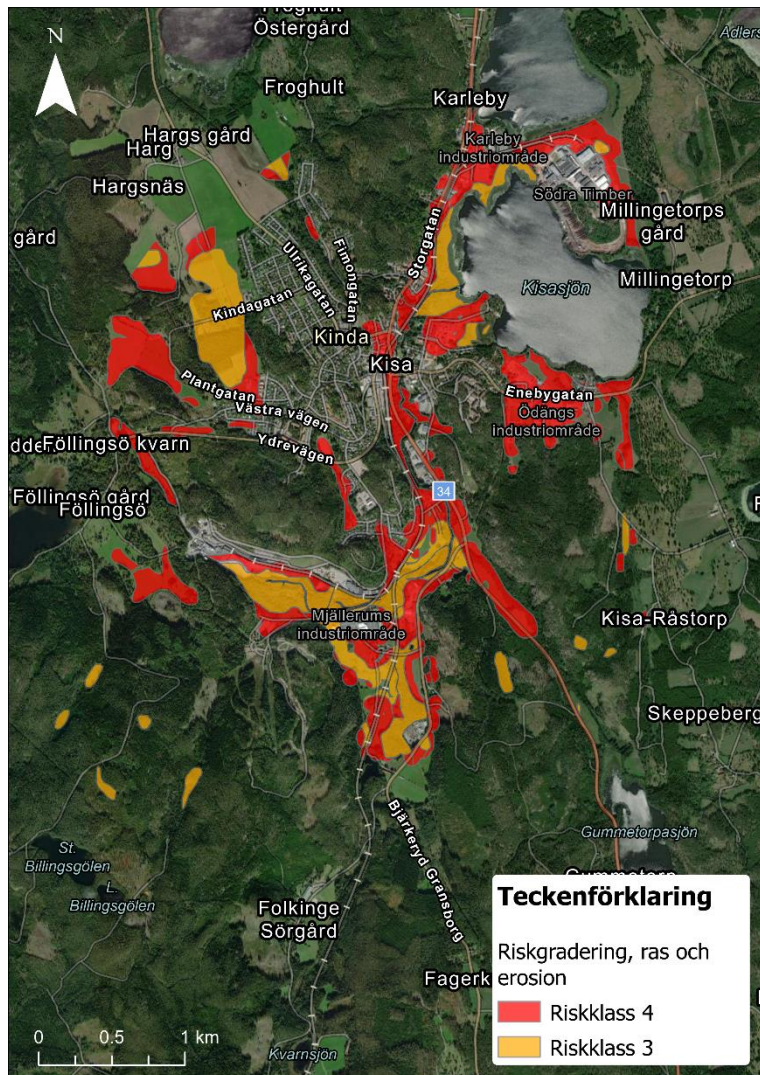 Froghult
Östergård
N
Froghult
Karleby
Hargs gård
Harg
Karleby
industriområde
Hargsnäs
Södra Timber
Millingetorps
gård
gård
Storgatan
Fimongatan
Ulrikagatan
Millingetorp
Kisasjön
Kindagatan
Kinda
Kisa
Plantgatan
Enebygatan
Västra vägen
Ödängs
industriområde
Ydrevägen
Föllingsö kvarn
34
Föllingsö gård
Föllingsö
Mjällerums
industriområde
Kisa-Råstorp
Skeppeberg
Gummetorpasjön
St.
Billingsgölen
L.
Billingsgölen
Bjärkeryd Gransborg
Folkinge
Sörgård
Fagerk
Kvarnsjön
Teckenförklaring
Riskgradering, ras och
erosion
Riskklass 4
Riskklass 3
0 0.5 1 km